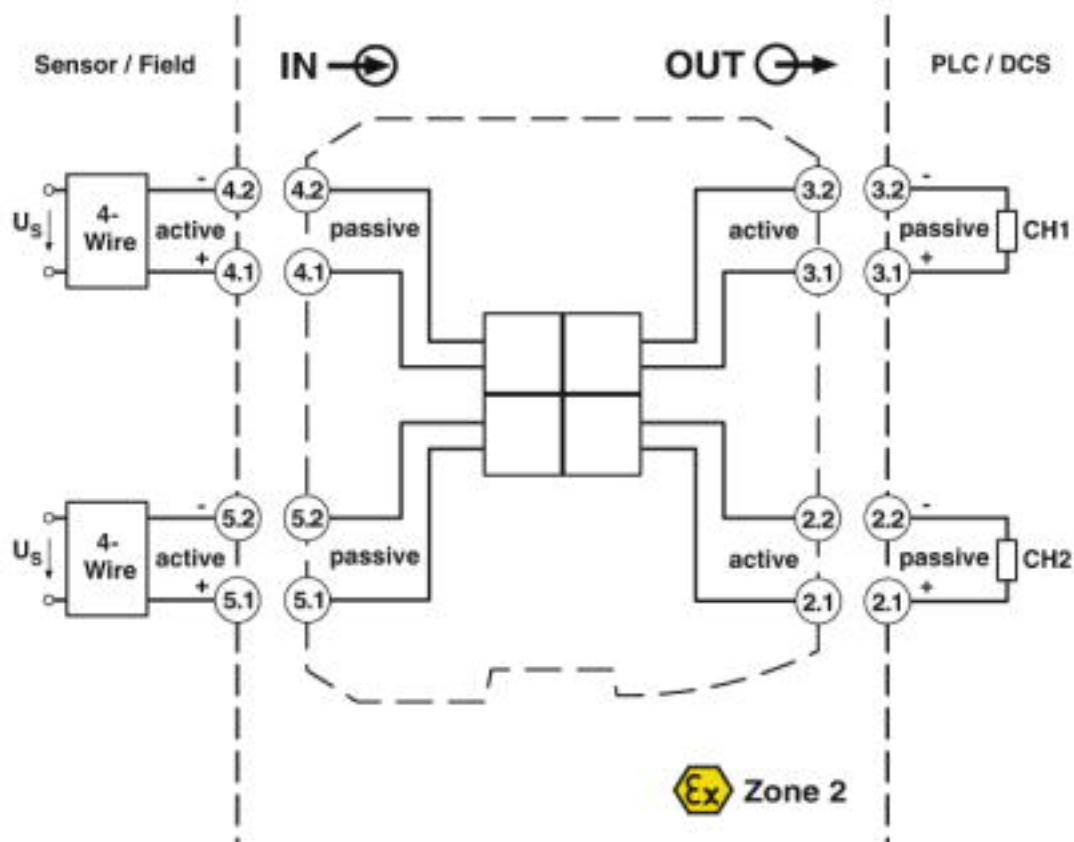 Sensor / Field
IN
OUT
PLC / DCS
4.2
4.2
3.2
3.2
-
-
4-
Wire
US
active
passive
active
passive
CH1
+
+
4.1
4.1
3.1
3.1
5.2
5.2
2.2
2.2
-
-
4-
Wire
US
active
passive
active
passive
CH2
+
+
5.1
5.1
2.1
2.1
Ex Zone 2